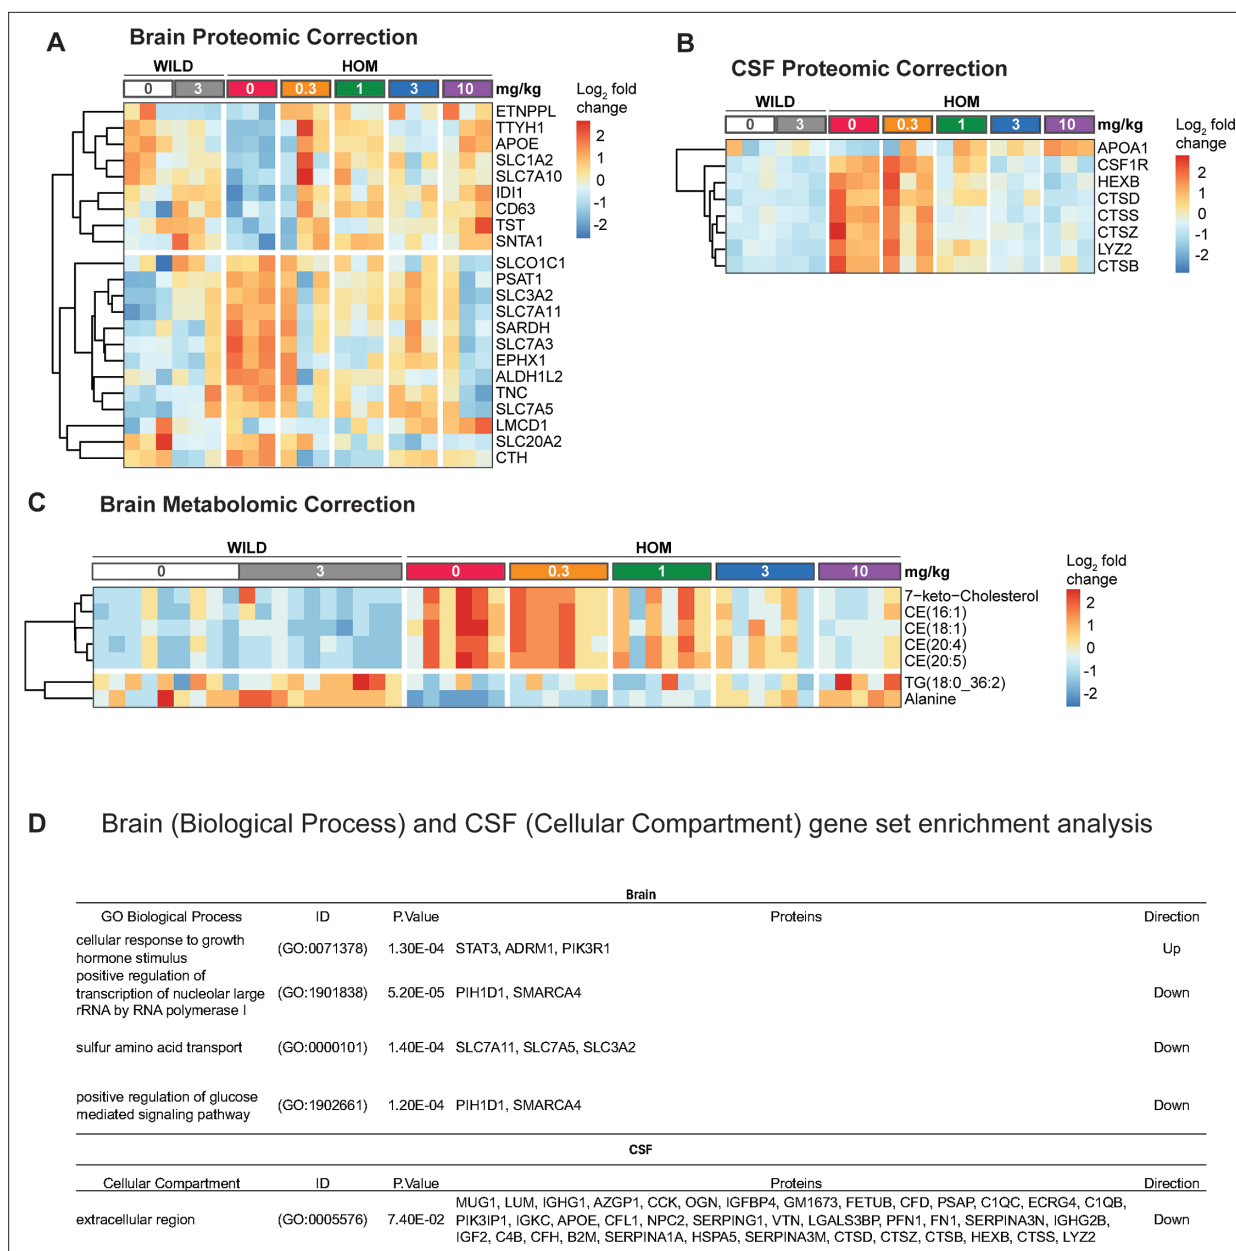 A
Brain Proteomic Correction
WILD HOM
0 3 0 0.3 1 3 10 mg/kg
ETNPPL
TTYH1
APOE
SLC1A2
SLC7A10
IDI1
CD63
TST
SNTA1
SLCO1C1
PSAT1
SLC3A2
SLC7A11
SARDH
SLC7A3
EPHX1
ALDH1L2
TNC
SLC7A5
LMCD1
SLC20A2
CTH
Log2 fold
change
2
1
0
-1
-2
B
CSF Proteomic Correction
WILD HOM
0 3 0 0.3 1 3 10 mg/kg
APOA1
CSF1R
HEXB
CTSD
CTSS
CTSZ
LYZ2
CTSB
Log2 fold
change
2
1
0
-1
-2
C
Brain Metabolomic Correction
WILD HOM
0 3 0 0.3 1 3 10 mg/kg
7-keto-Cholesterol
CE(16:1)
CE(18:1)
CE(20:4)
CE(20:5)
TG(18:0_36:2)
Alanine
Log2 fold
change
2
1
0
-1
-2
D
Brain (Biological Process) and CSF (Cellular Compartment) gene set enrichment analysis
Brain
GO Biological Process ID P.Value Proteins Direction
cellular response to growth
hormone stimulus
(GO:0071378) 1.30E-04 STAT3, ADRM1, PIK3R1 Up
positive regulation of
transcription of nucleolar large
rRNA by RNA polymerase I
(GO:1901838) 5.20E-05 PIH1D1, SMARCA4 Down
sulfur amino acid transport (GO:0000101) 1.40E-04 SLC7A11, SLC7A5, SLC3A2 Down
positive regulation of glucose
mediated signaling pathway
(GO:1902661) 1.20E-04 PIH1D1, SMARCA4 Down
CSF
Cellular Compartment ID P.Value Proteins Direction
extracellular region (GO:0005576) 7.40E-02
MUG1, LUM, IGHG1, AZGP1, CCK, OGN, IGFBP4, GM1673, FETUB, CFD, PSAP, C1QC, ECRG4, C1QB,
PIK3IP1, IGKC, APOE, CFL1, NPC2, SERPING1, VTN, LGALS3BP, PFN1, FN1, SERPINA3N, IGHG2B,
IGF2, C4B, CFH, B2M, SERPINA1A, HSPA5, SERPINA3M, CTSD, CTSZ, CTSB, HEXB, CTSS, LYZ2
Down